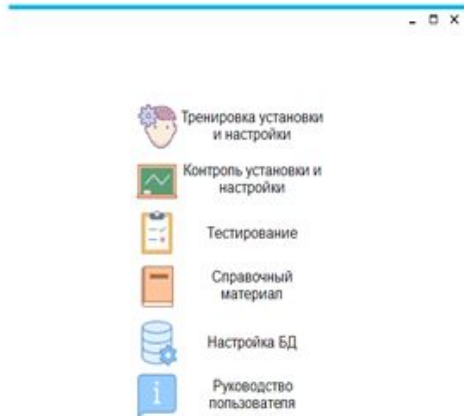 Тренировка установки
и настройки
Контроль установки и
настройки
Тестирование
Справочный
материал
Настройка БД
Руководство
пользователя